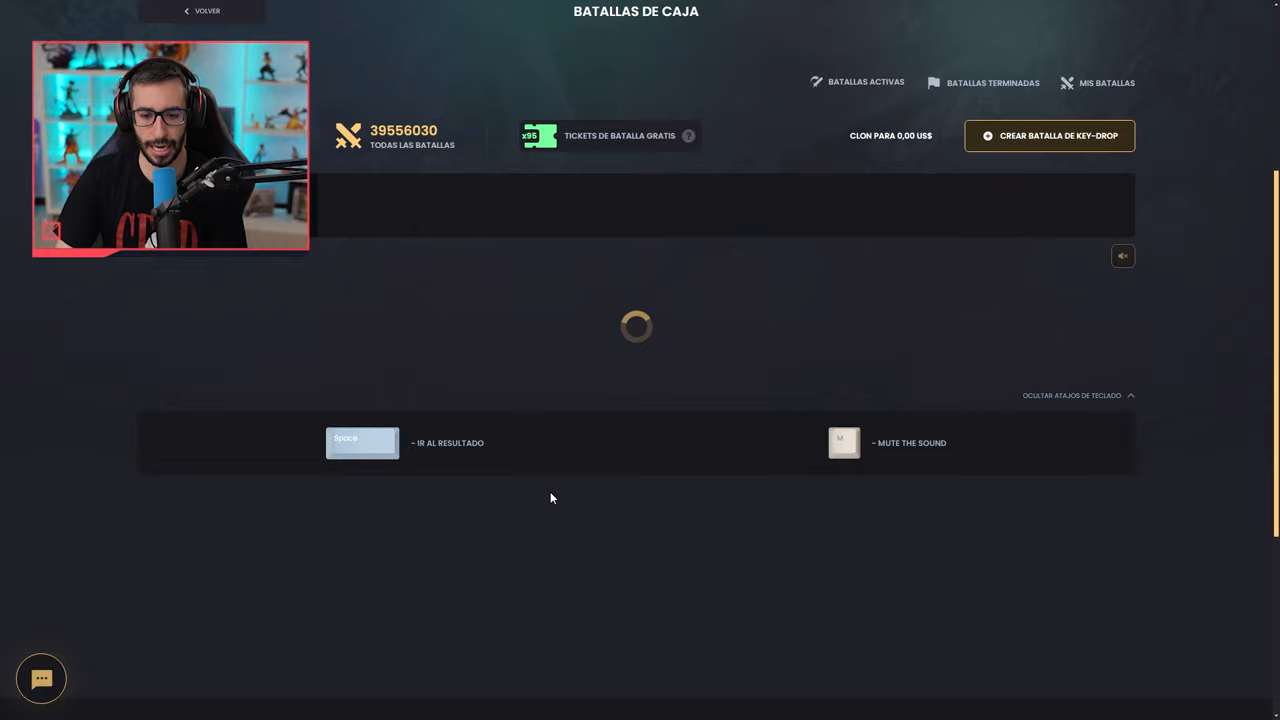 VOLVER
BATALLAS DE CAJA
BATALLAS ACTIVAS
BATALLAS TERMINADAS
MIS BATALLAS
39556030
TODAS LAS BATALLAS
x95
TICKETS DE BATALLA GRATIS ?
CLON PARA 0,00 US$
CREAR BATALLA DE KEY-DROP
OCULTAR ATAJOS DE TECLADO
Space
- IR AL RESULTADO
M
- MUTE THE SOUND